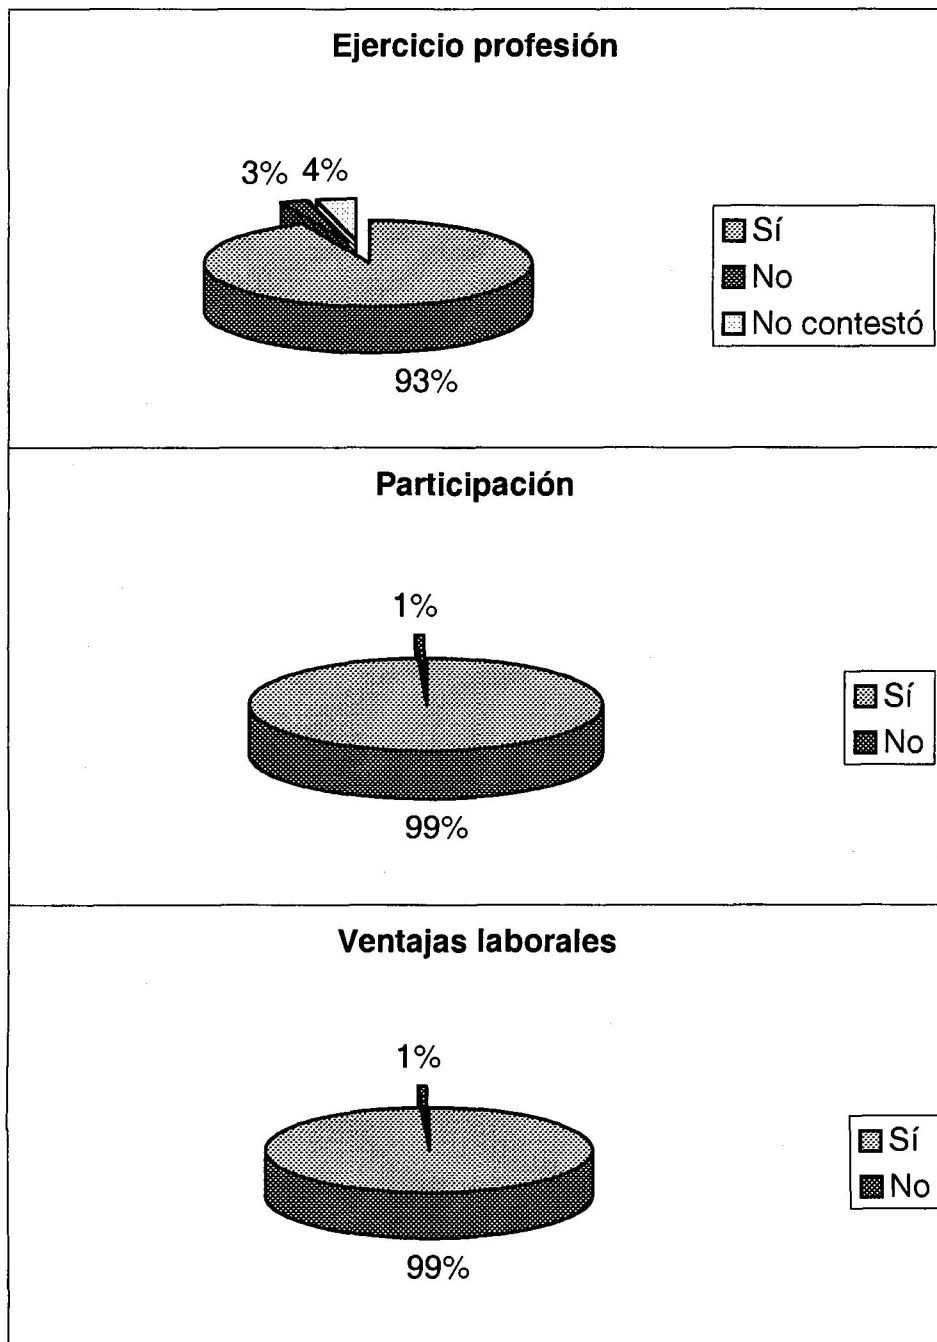 Ejercicio profesión
3% 4%
Sí
No
No contestó
93%
Participación
1%
Sí
No
99%
Ventajas laborales
1%
Sí
No
99%